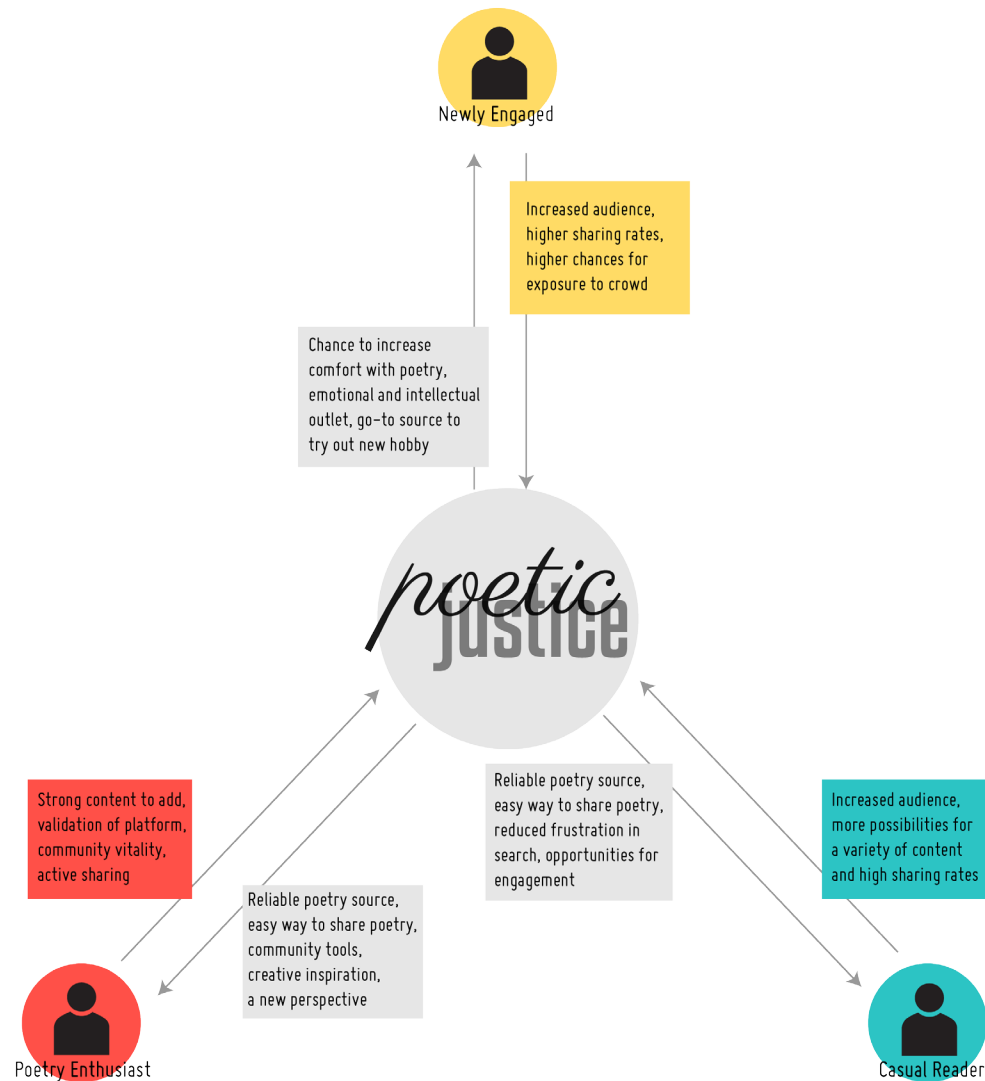 Newly Engaged
Increased audience,
higher sharing rates,
higher chances for
exposure to crowd
Chance to increase
comfort with poetry,
emotional and intellectual
outlet, go-to source to
try out new hobby
poetic
justice
Strong content to add,
validation of platform,
community vitality,
active sharing
Reliable poetry source,
easy way to share poetry,
community tools,
creative inspiration,
a new perspective
Reliable poetry source,
easy way to share poetry,
reduced frustration in
search, opportunities for
engagement
Increased audience,
more possibilities for
a variety of content
and high sharing rates
Poetry Enthusiast
Casual Reader